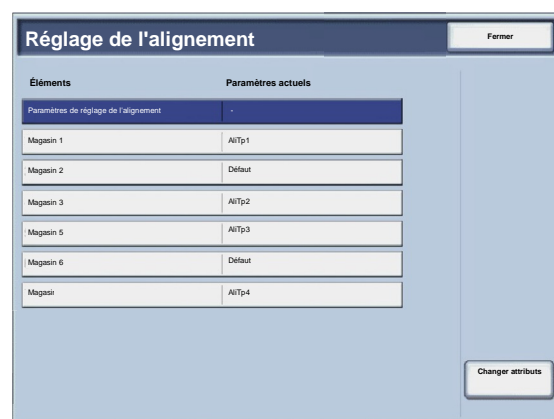 Réglage de l'alignement
Fermer
Éléments Paramètres actuels
Paramètres de réglage de l'alignement -
Magasin 1 AliTp1
Magasin 2 Défaut
Magasin 3 AliTp2
Magasin 5 AliTp3
Magasin 6 Défaut
Magasi AliTp4
Changer attributs